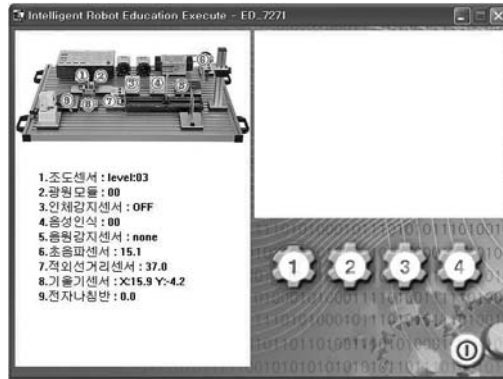 Intelligent Robot Education Execute - ED..7271
1.조도센서 : level:03
2.광원모듈 : 00
3.인체감지센서 : OFF
4.음성인식 : 00
5.음원감지센서 : none
6.초음파센서 : 15.1
7.적외선거리센서 : 37.0
8.기울기센서 : X:15.9 Y:-4.2
9.전자나침반 : 0.0
1 2 3 4